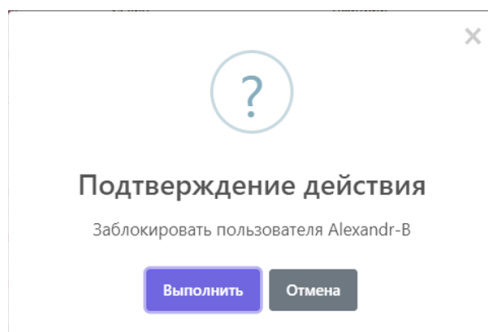 ?
Подтверждение действия
Заблокировать пользователя Alexandr-B
Выполнить
Отмена